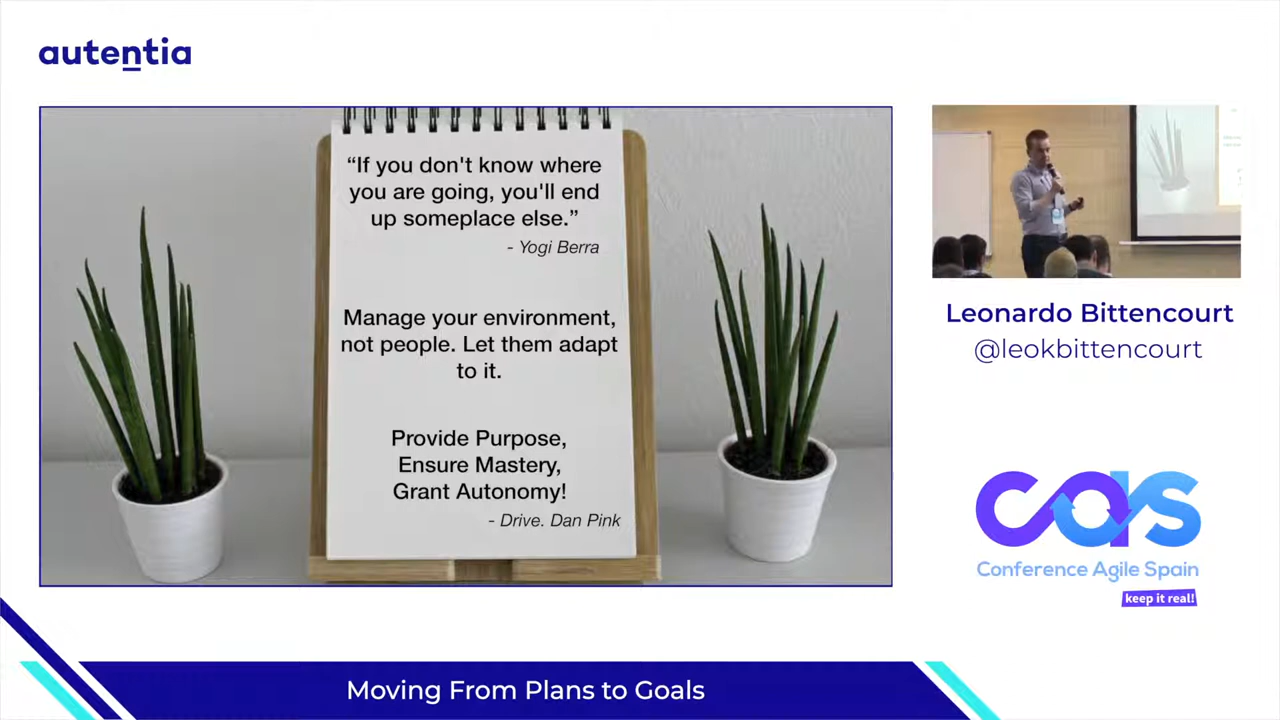 autentia
“If you don't know where
you are going, you'll end
up someplace else.”
- Yogi Berra
Manage your environment,
not people. Let them adapt
to it.
Provide Purpose,
Ensure Mastery,
Grant Autonomy!
- Drive. Dan Pink
Leonardo Bittencourt
@leokbittencourt
cas
Conference Agile Spain
keep it real!
Moving From Plans to Goals